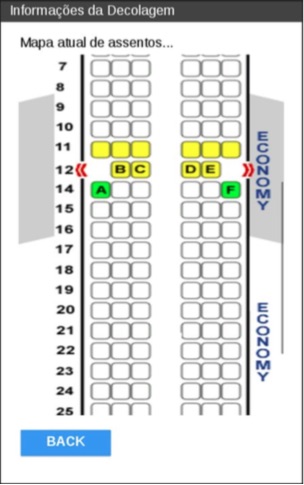 Informações da Decolagem
Mapa atual de assentos...
7
8
9
10
11
12 B C D E
14 A F
15
16
17
18
19
20
21
22
23
24
25
ECONOMY
ECONOMY
BACK